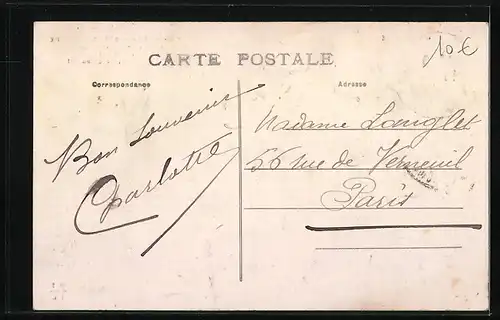 10 €
CARTE POSTALE
Correspondance
Adresse
Bon Souvenir
Charlotte
Madame Langlet
56 rue de Verneuil
Paris